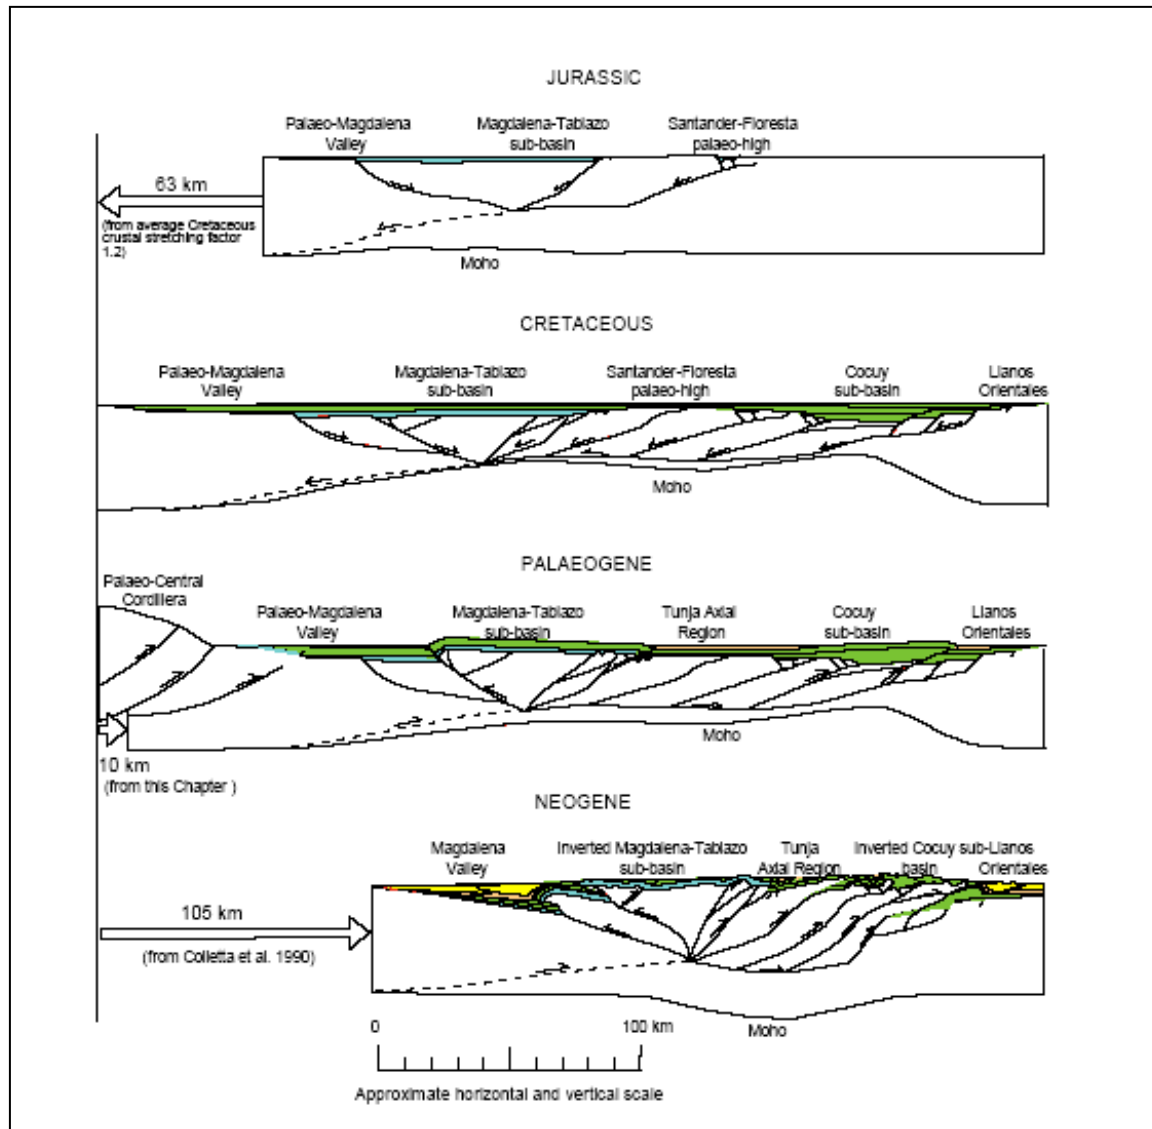 JURASSIC
Palaeo-Magdalena
Valley
Magdalena-Tablazo
sub-basin
Santander-Floresta
palaeo-high
63 km
(from average Cretaceous
crustal stretching factor
1.2)
Moho
CRETACEOUS
Palaeo-Magdalena
Valley
Magdalena-Tablazo
sub-basin
Santander-Floresta
palaeo-high
Cocuy
sub-basin
Llanos
Orientales
Moho
PALAEOGENE
Palaeo-Central
Cordillera
Palaeo-Magdalena
Valley
Magdalena-Tablazo
sub-basin
Tunja Axial
Region
Cocuy
sub-basin
Llanos
Orientales
Moho
10 km
(from this Chapter )
NEOGENE
Magdalena
Valley
Inverted Magdalena-Tablazo
sub-basin
Tunja
Axial Region
Inverted Cocuy sub-
basin
Llanos
Orientales
105 km
(from Colletta et al. 1990)
Moho
0 100 km
Approximate horizontal and vertical scale